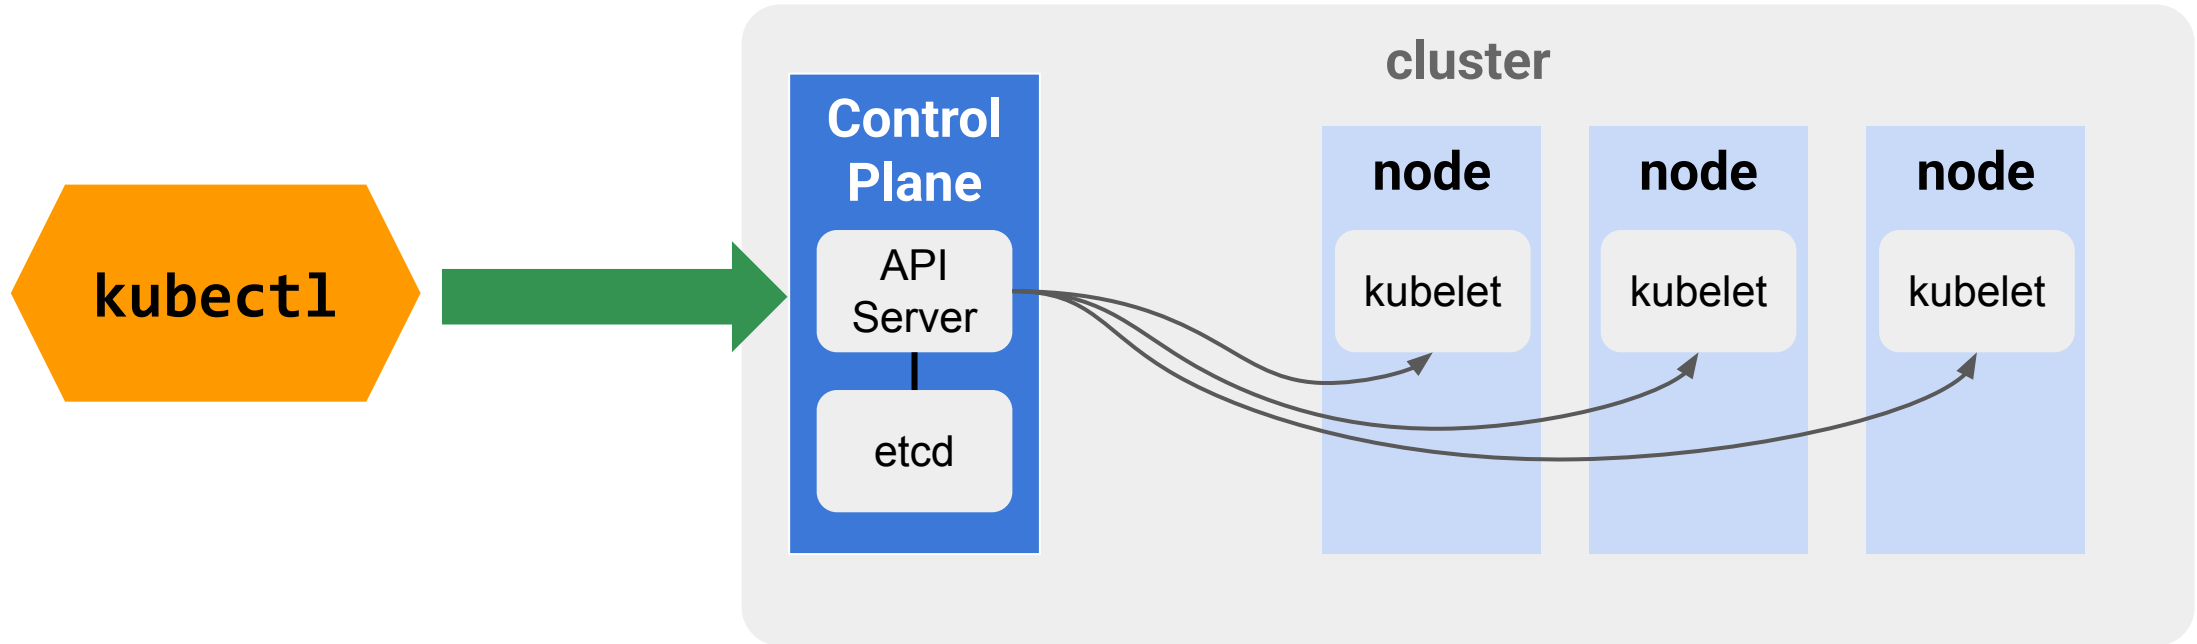 kubectl
cluster
Control
Plane
API
Server
etcd
node
kubelet
node
kubelet
node
kubelet